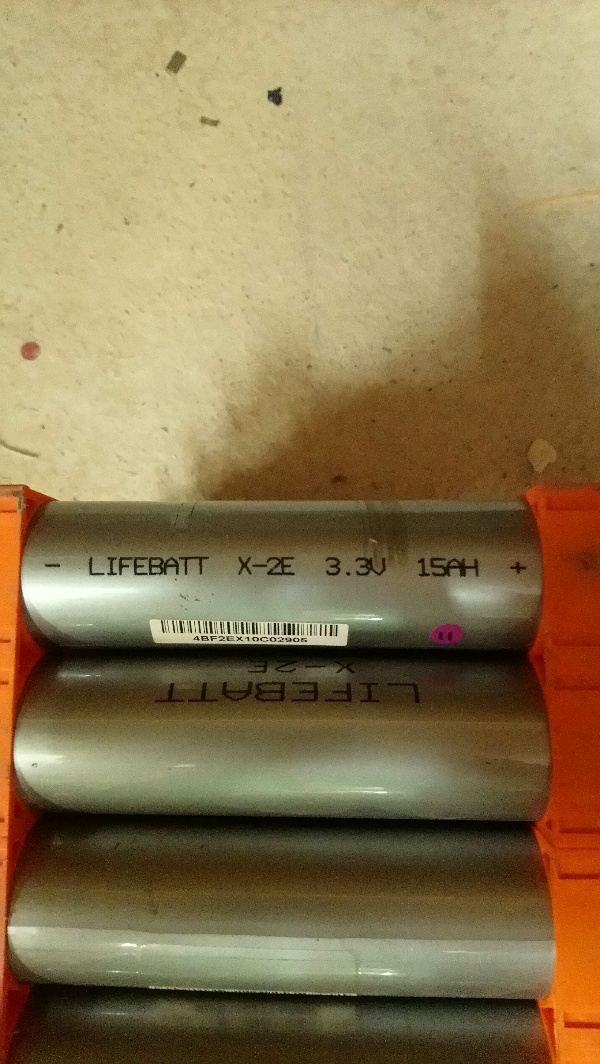 - LIFEBATT X-2E 3.3V 15AH +
4BF2EX10C02905
X-2E
LIFEBATT